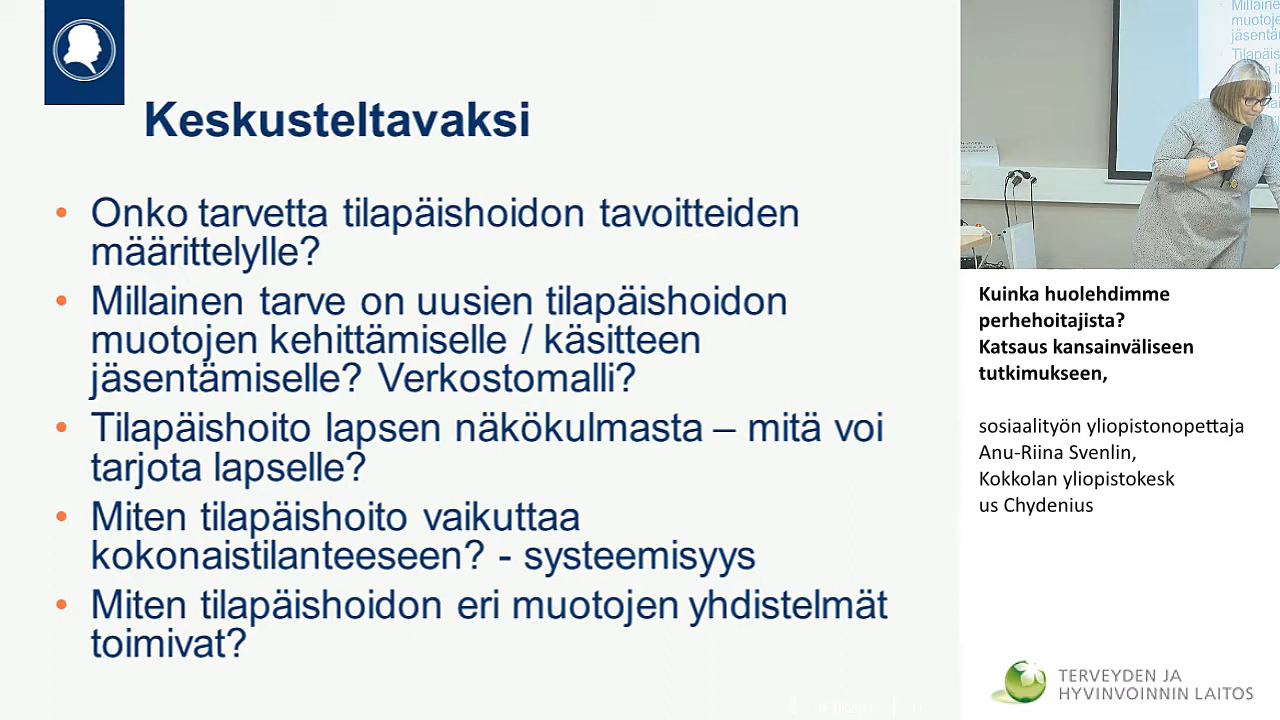 Keskusteltavaksi
• Onko tarvetta tilapäishoidon tavoitteiden
määrittelylle?
• Millainen tarve on uusien tilapäishoidon
muotojen kehittämiselle / käsitteen
jäsentämiselle? Verkostomalli?
• Tilapäishoito lapsen näkökulmasta – mitä voi
tarjota lapselle?
• Miten tilapäishoito vaikuttaa
kokonaistilanteeseen? - systeemisyys
• Miten tilapäishoidon eri muotojen yhdistelmät
toimivat?
Kuinka huolehdimme
perhehoitajista?
Katsaus kansainväliseen
tutkimukseen,
sosiaalityön yliopistonopettaja
Anu-Riina Svenlin,
Kokkolan yliopistokesk
us Chydenius
TERVEYDEN JA
HYVINVOINNIN LAITOS